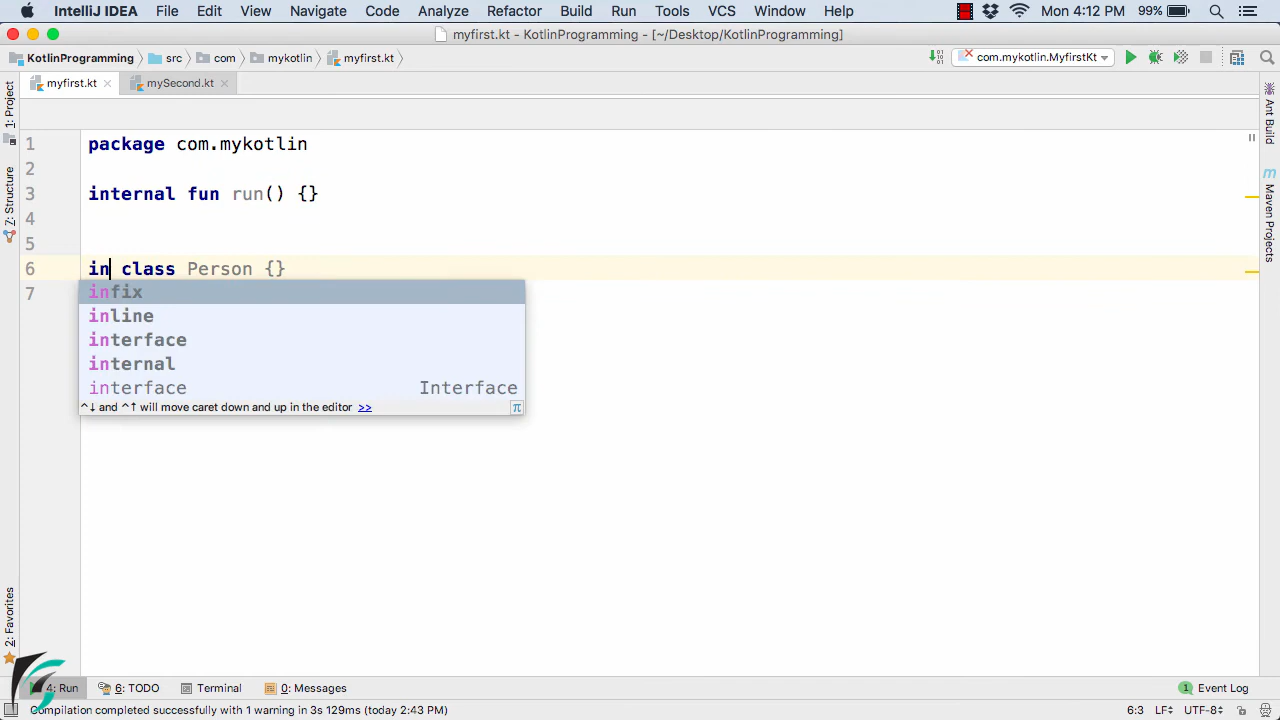 IntelliJ IDEA File Edit View Navigate Code Analyze Refactor Build Run Tools VCS Window Help Mon 4:12 PM 99%
myfirst.kt - KotlinProgramming - [~/Desktop/KotlinProgramming]
KotlinProgramming src com mykotlin myfirst.kt com.mykotlin.MyfirstKt
myfirst.kt mySecond.kt
1: Project
7: Structure
2: Favorites
Ant Build
Maven Projects
1 package com.mykotlin
2
3 internal fun run() {}
4
5
6 in class Person {}
7
infix
inline
interface
internal
interface Interface
^↓ and ^↑ will move caret down and up in the editor >>
4: Run 6: TODO Terminal 0: Messages 1 Event Log
Compilation completed successfully with 1 warning in 3s 129ms (today 2:43 PM) 6:3 LF÷ UTF-8÷